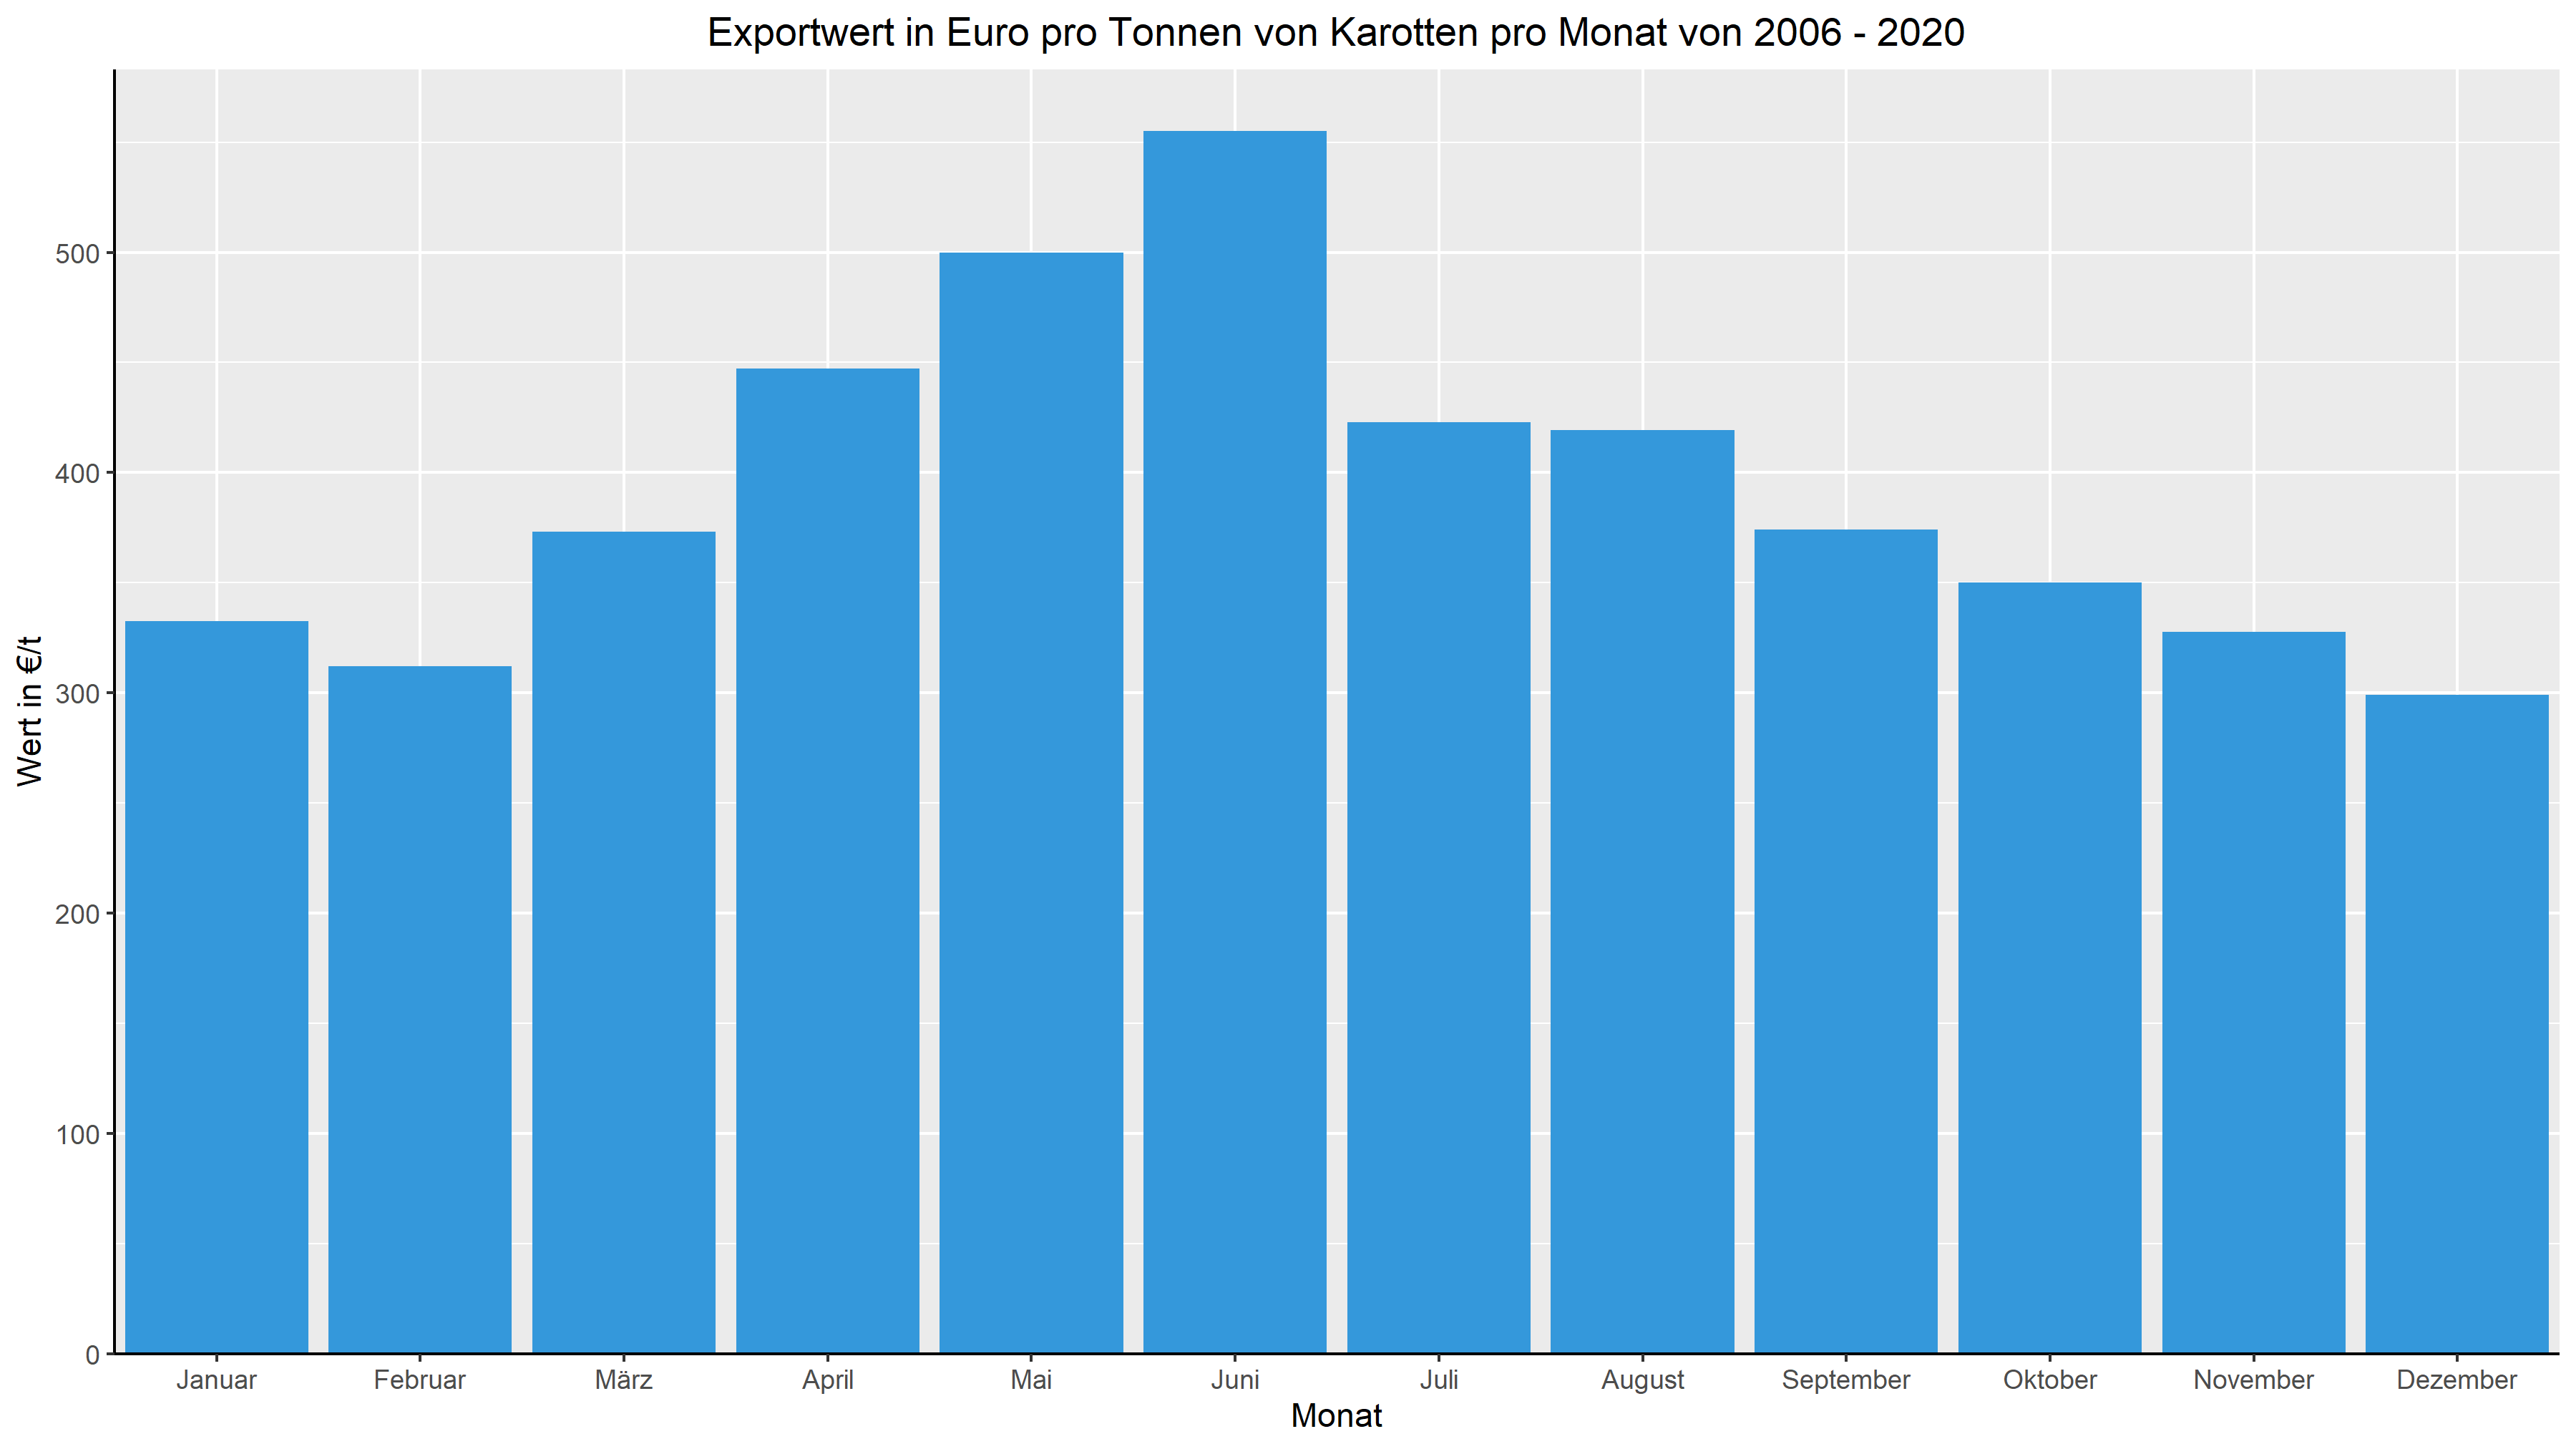 Exportwert in Euro pro Tonnen von Karotten pro Monat von 2006 - 2020
Wert in €/t
500
400
300
200
100
0
Januar Februar März April Mai Juni Juli August September Oktober November Dezember
Monat